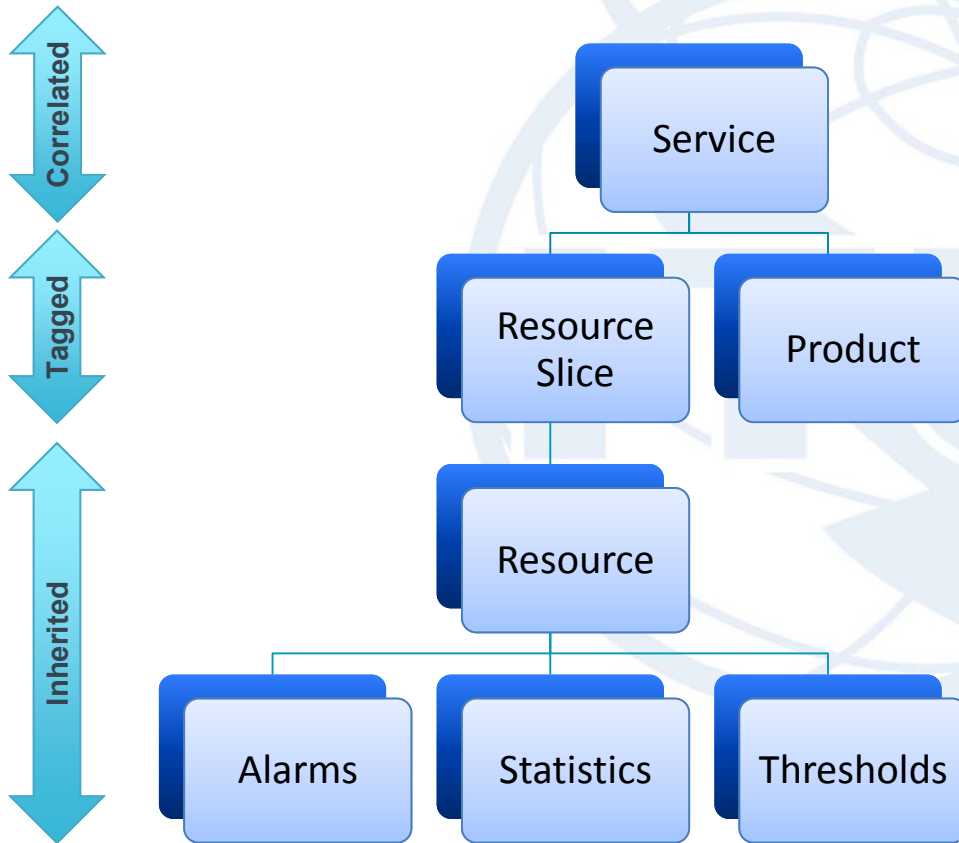 Correlated
Service
Tagged
Resource
Slice
Product
Inherited
Resource
Alarms
Statistics
Thresholds